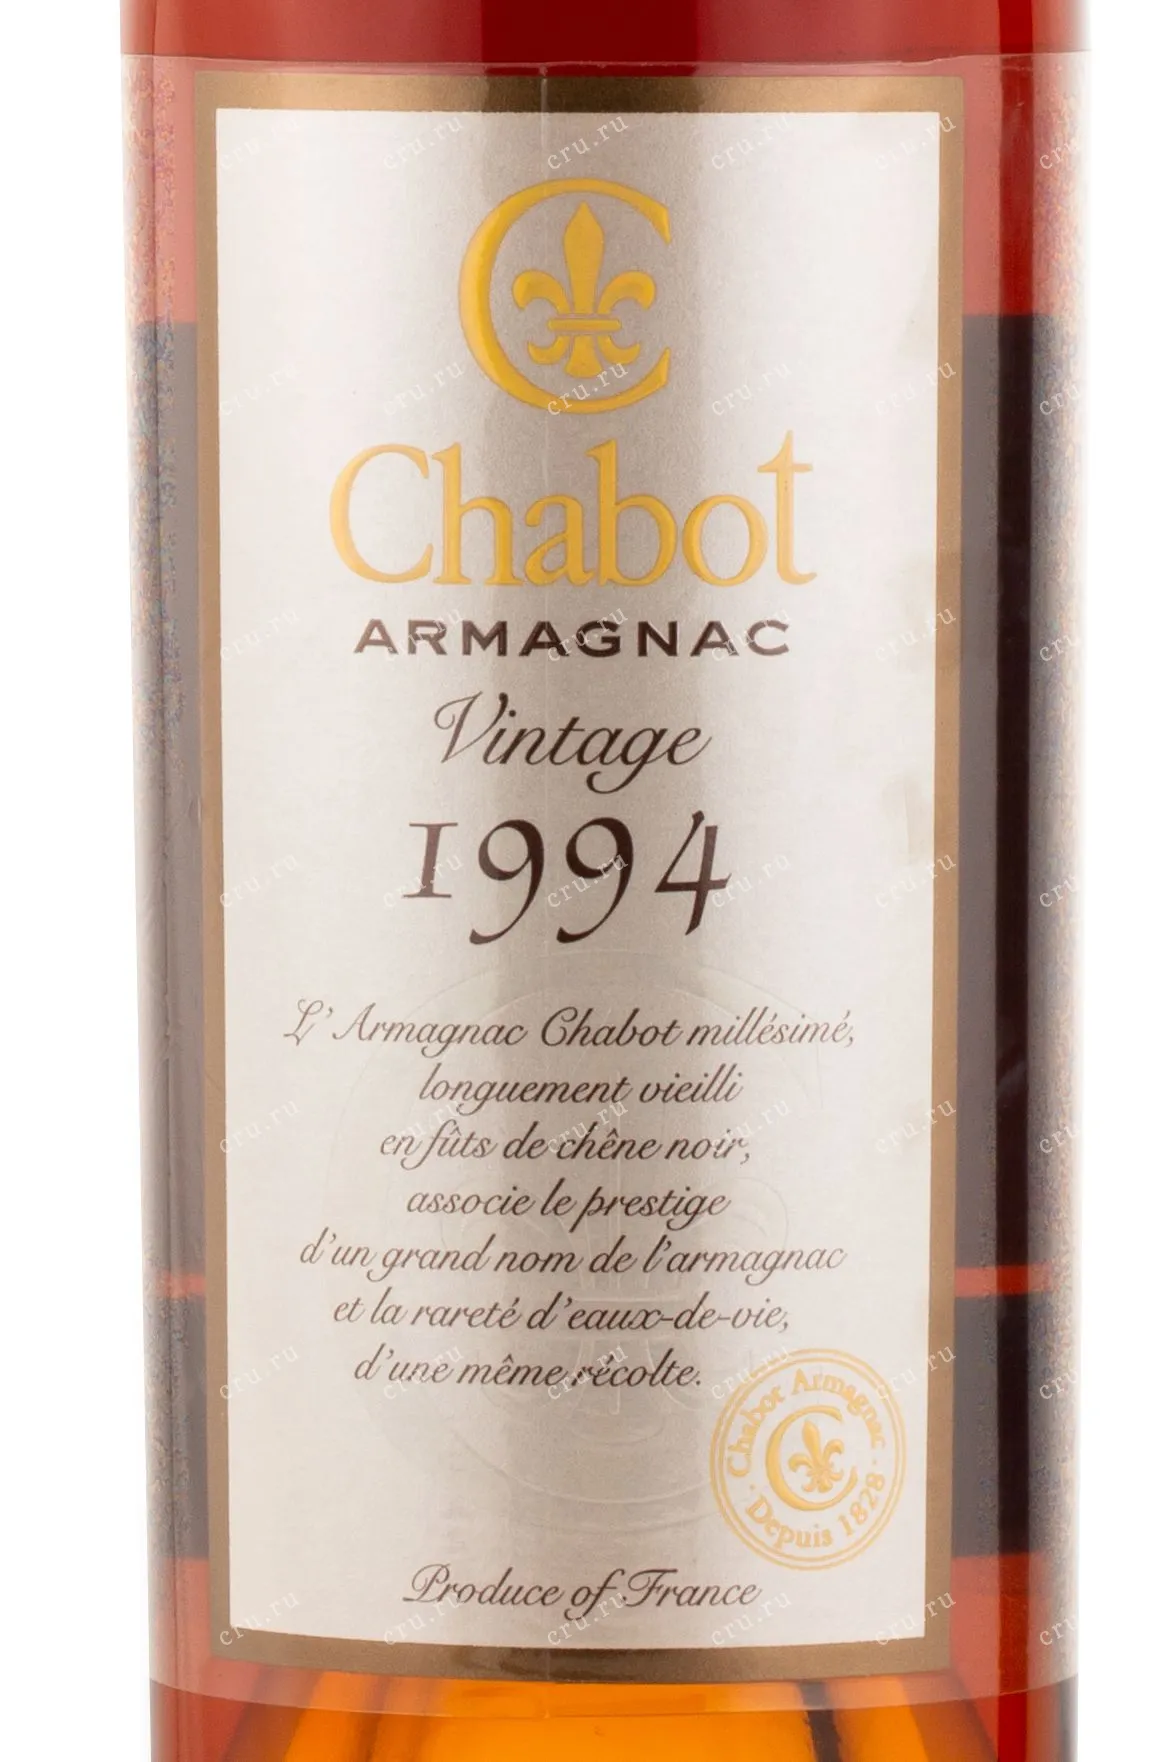 Chabot
ARMAGNAC
Vintage
1994
L'Armagnac Chabot millésimé,
longuement vieilli
en fûts de chêne noir,
associe le prestige
d'un grand nom de l'armagnac
et la rareté d'eaux-de-vie,
d'une même récolte.
Chabot Armagnac
· Depuis 1828 ·
Produce of France
cru.ru